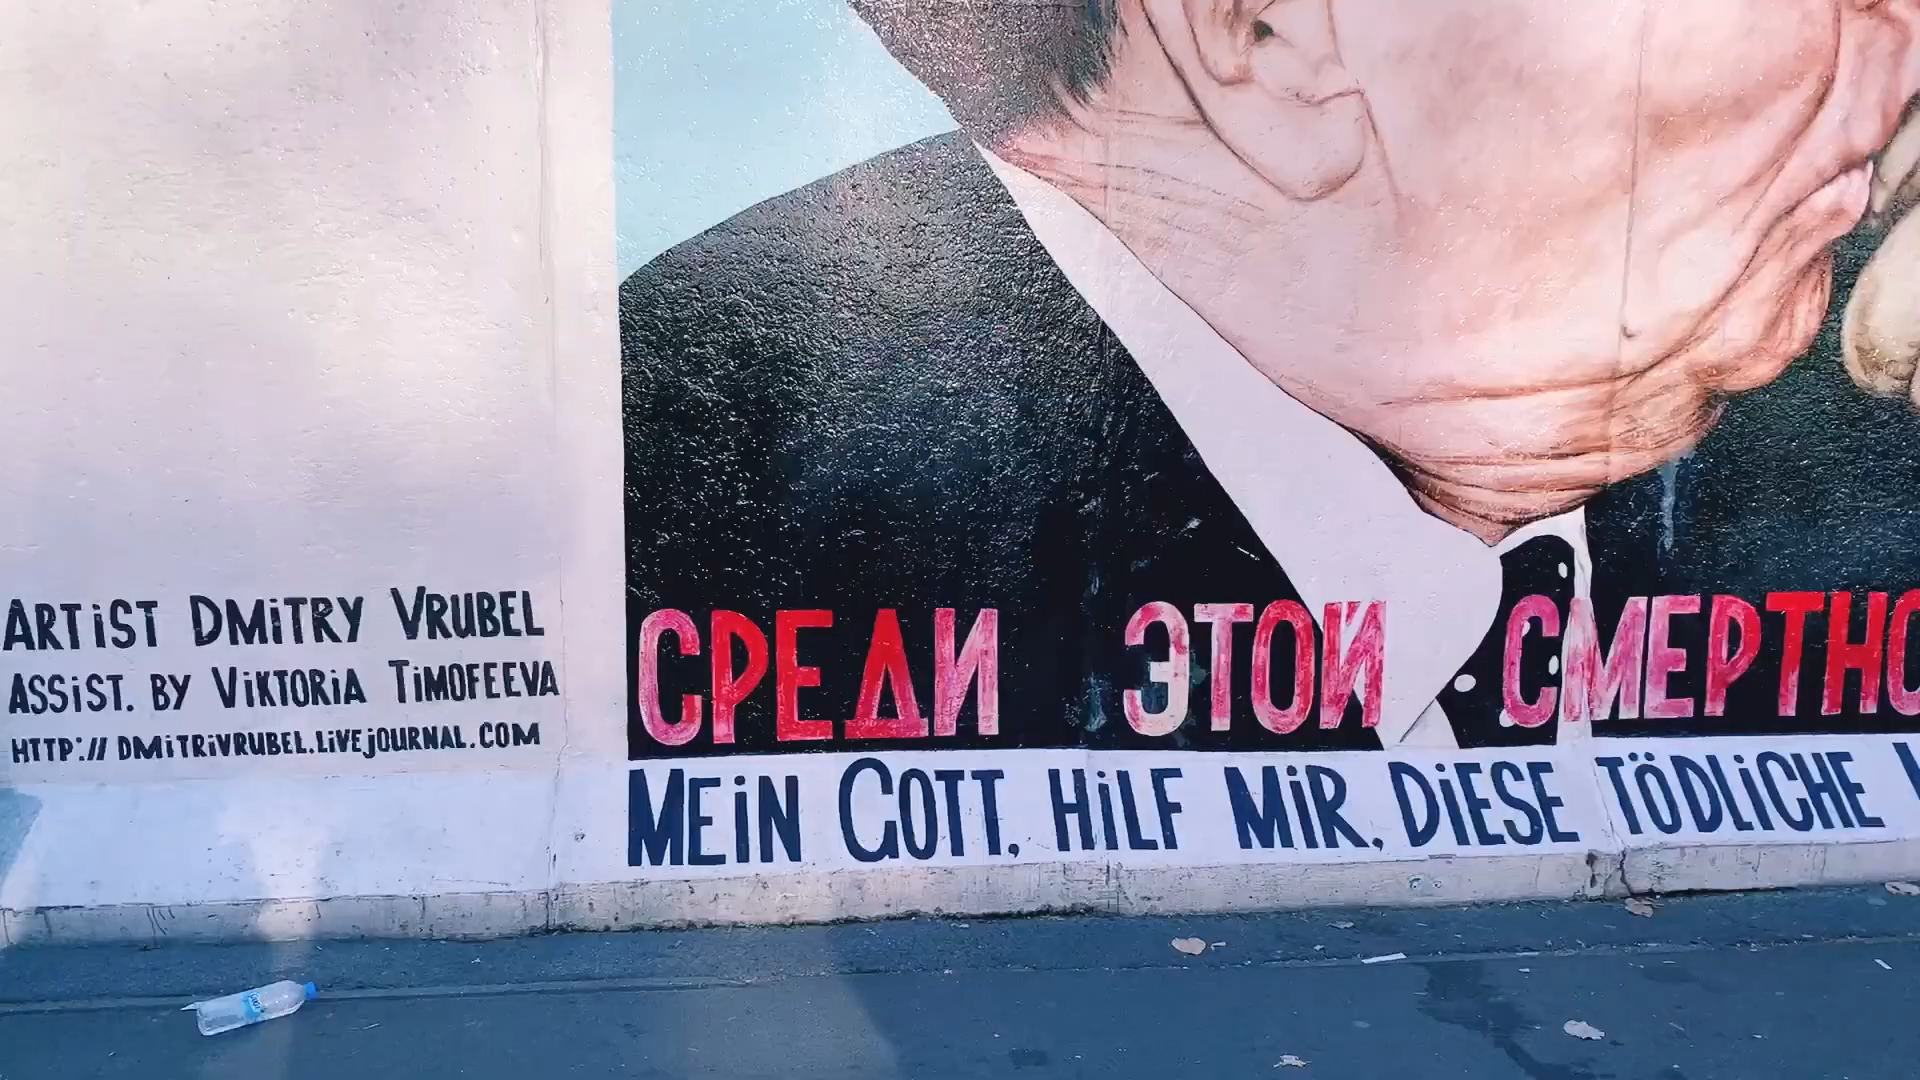 ARTiST DMiTRY VRUBEL
ASSiST. BY ViKTORiA TiMOFEEVA
HTTP://DMiTRiVRUBEL.LiVEjOURNAL.COM
СРЕДИ ЭТОЙ СМЕРТНО
MEiN GOTT, HiLF MiR, DiESE TÖDLiCHE